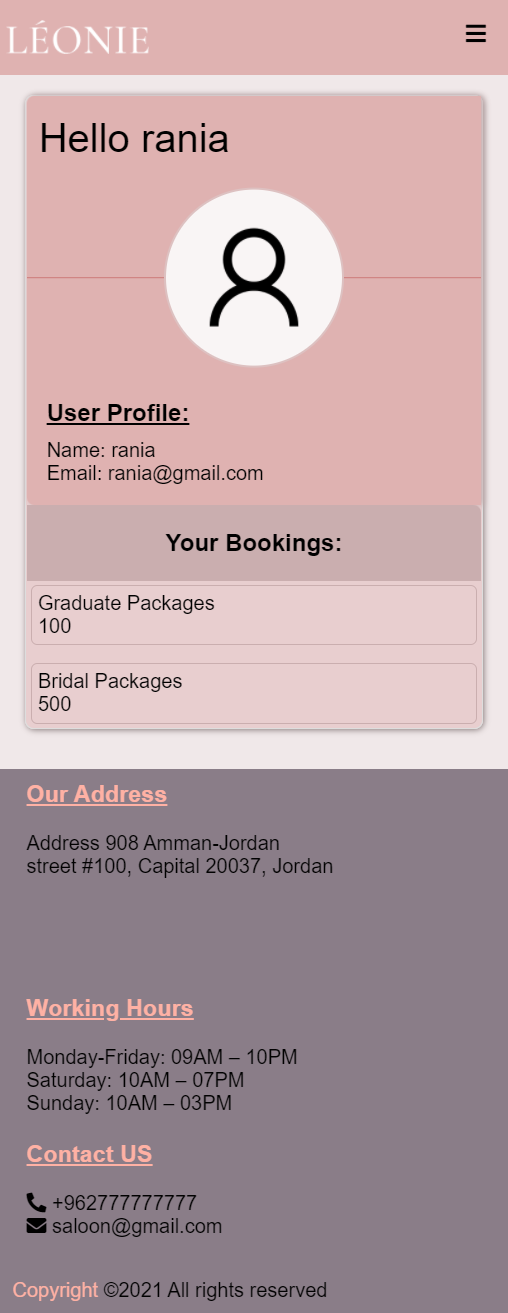 LÉONIE
Hello rania
User Profile:
Name: rania
Email: rania@gmail.com
Your Bookings:
Graduate Packages
100
Bridal Packages
500
Our Address
Address 908 Amman-Jordan
street #100, Capital 20037, Jordan
Working Hours
Monday-Friday: 09AM – 10PM
Saturday: 10AM – 07PM
Sunday: 10AM – 03PM
Contact US
+962777777777
saloon@gmail.com
Copyright ©2021 All rights reserved